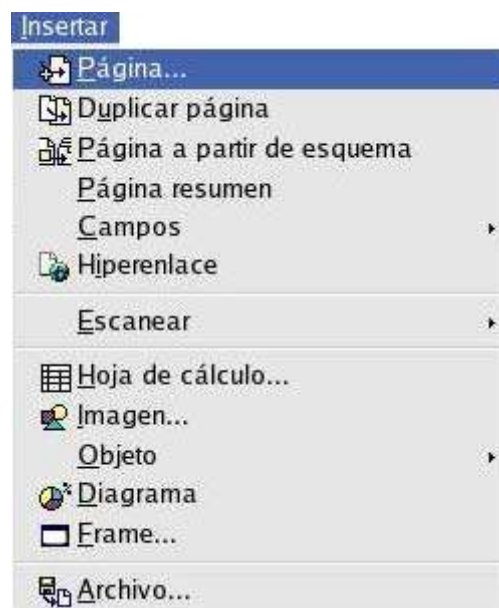 Insertar
Página...
Duplicar página
Página a partir de esquema
Página resumen
Campos
Hiperenlace
Escanear
Hoja de cálculo...
Imagen...
Objeto
Diagrama
Frame...
Archivo...